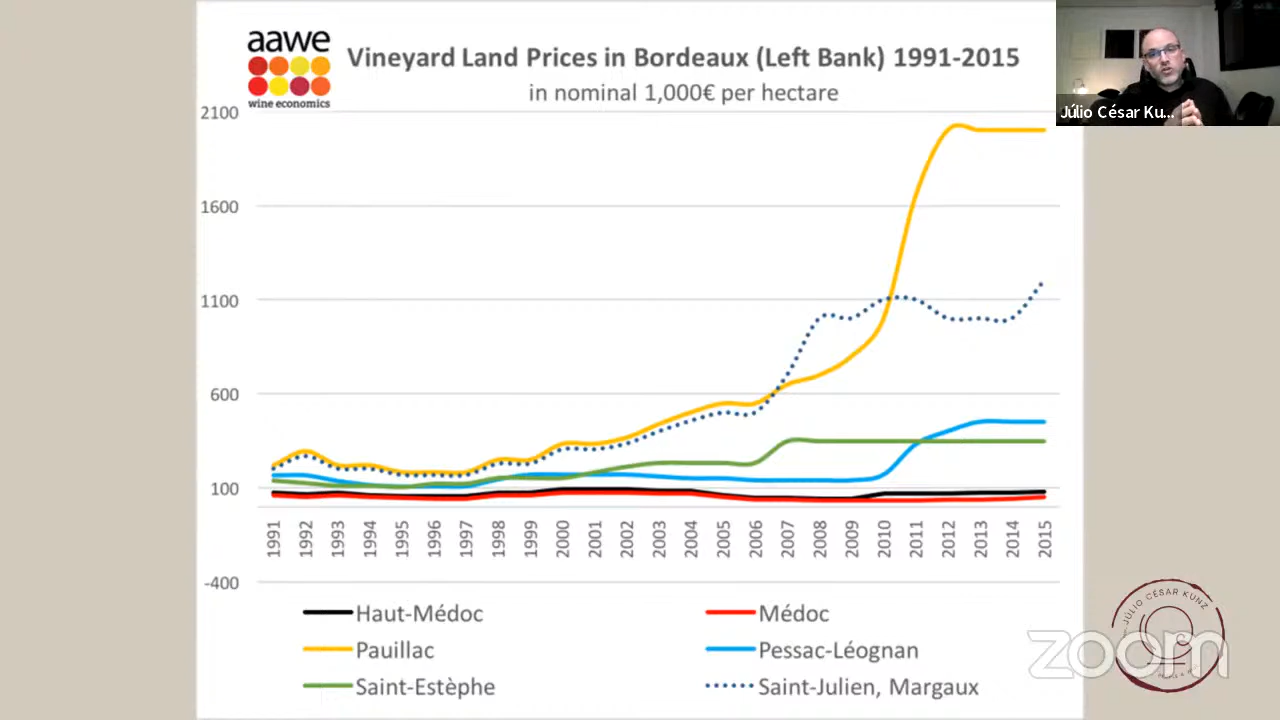 aawe
wine economics
Vineyard Land Prices in Bordeaux (Left Bank) 1991-2015
in nominal 1,000€ per hectare
Júlio César Ku...
2100
1600
1100
600
100
-400
1991 1992 1993 1994 1995 1996 1997 1998 1999 2000 2001 2002 2003 2004 2005 2006 2007 2008 2009 2010 2011 2012 2013 2014 2015
Haut-Médoc
Médoc
Pauillac
Pessac-Léognan
Saint-Estèphe
Saint-Julien, Margaux
JÚLIO CÉSAR KUNZ
zoom